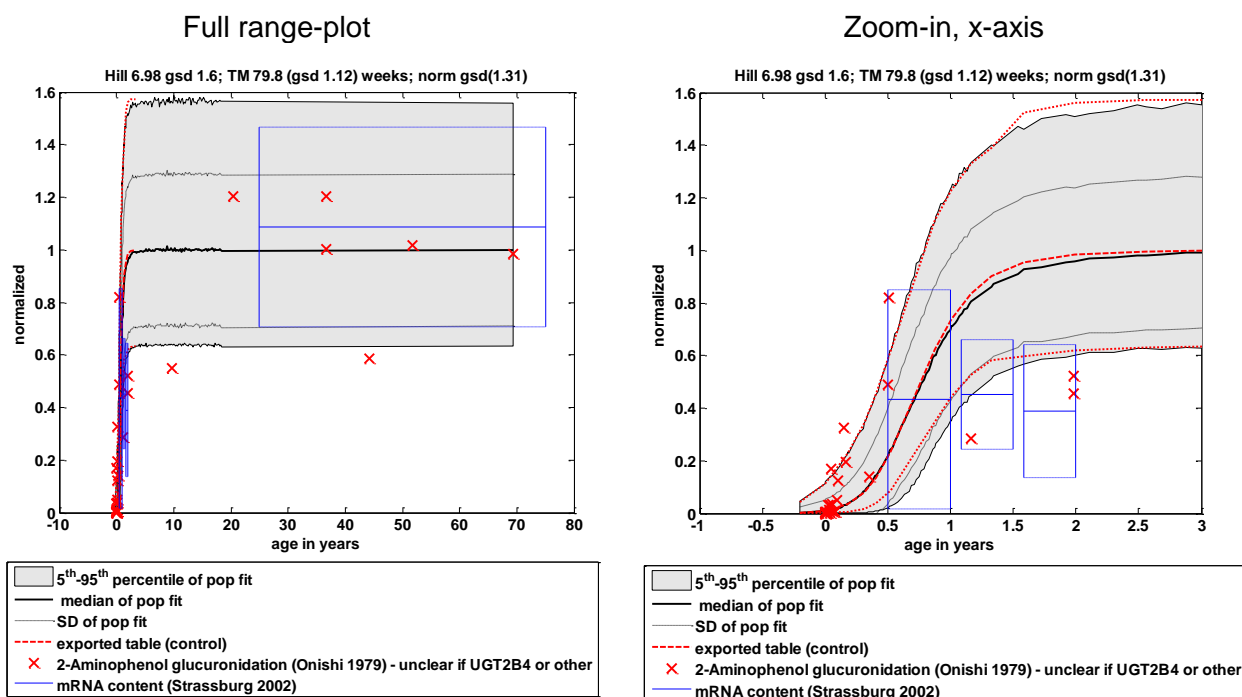 Full range-plot
Hill 6.98 gsd 1.6; TM 79.8 (gsd 1.12) weeks; norm gsd(1.31)
1.6
1.4
1.2
1
0.8
0.6
0.4
0.2
0
normalized
-10 0 10 20 30 40 50 60 70 80
age in years
5th-95th percentile of pop fit
median of pop fit
SD of pop fit
exported table (control)
2-Aminophenol glucuronidation (Onishi 1979) - unclear if UGT2B4 or other
mRNA content (Strassburg 2002)
Zoom-in, x-axis
Hill 6.98 gsd 1.6; TM 79.8 (gsd 1.12) weeks; norm gsd(1.31)
1.6
1.4
1.2
1
0.8
0.6
0.4
0.2
0
normalized
-1 -0.5 0 0.5 1 1.5 2 2.5 3
age in years
5th-95th percentile of pop fit
median of pop fit
SD of pop fit
exported table (control)
2-Aminophenol glucuronidation (Onishi 1979) - unclear if UGT2B4 or other
mRNA content (Strassburg 2002)